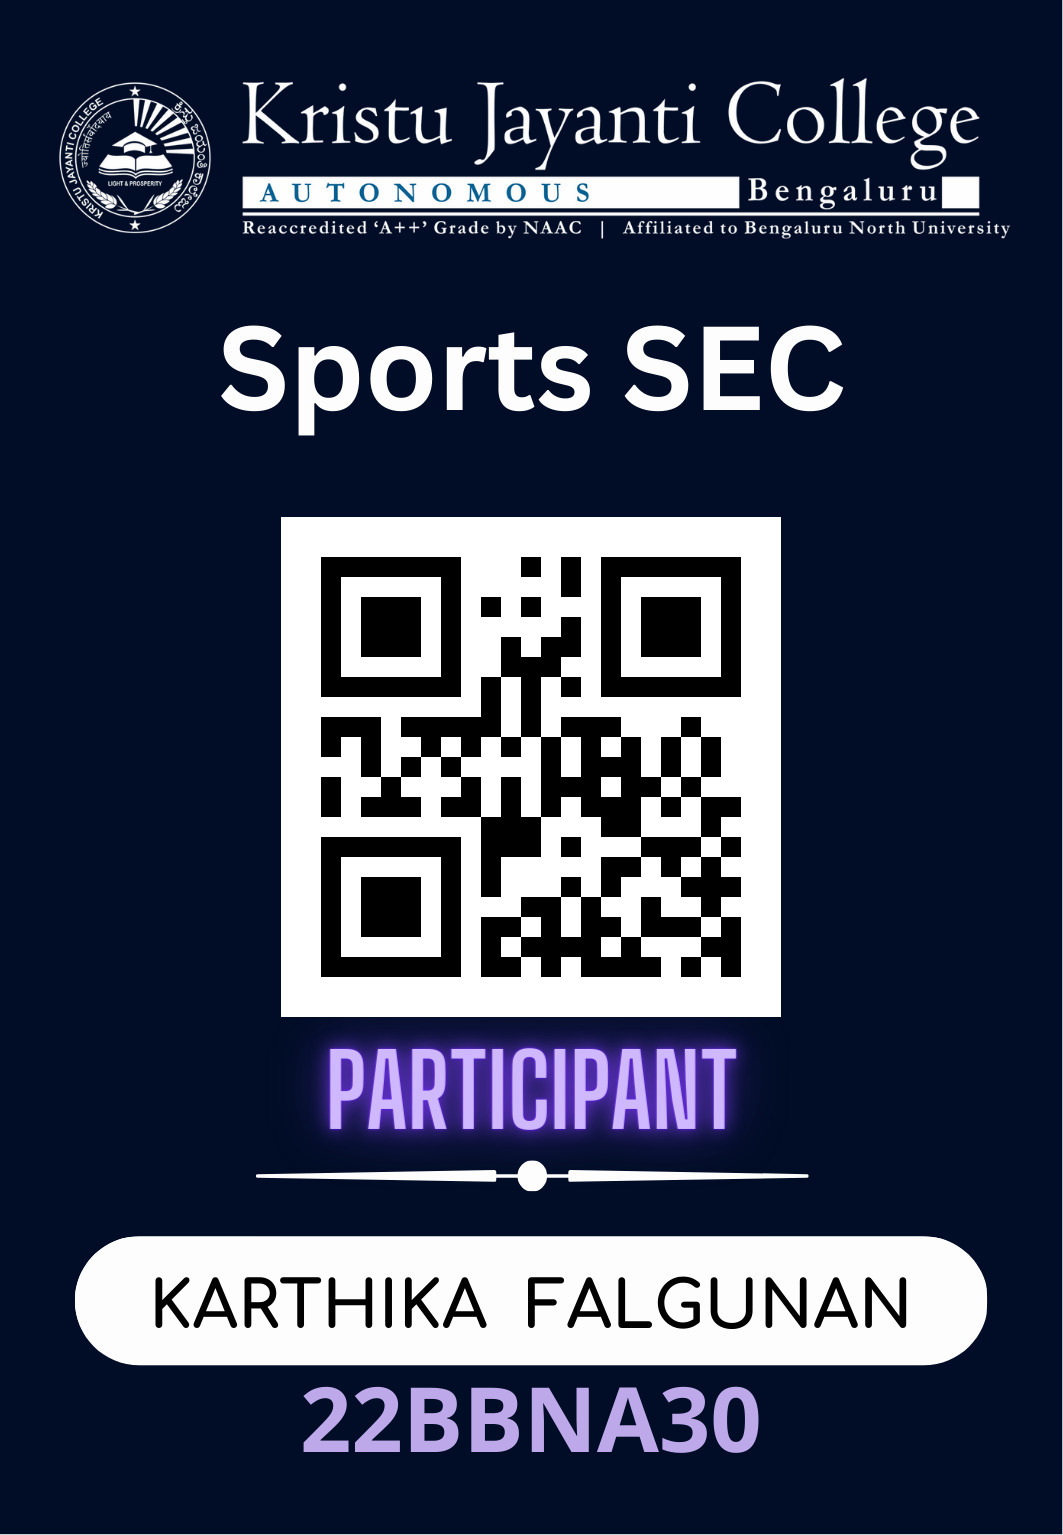 KRISTU JAYANTI COLLEGE
ज्योतिर्संवादयाय
LIGHT & PROSPERITY
Kristu Jayanti College
AUTONOMOUS Bengaluru
Reaccredited ‘A++’ Grade by NAAC | Affiliated to Bengaluru North University
Sports SEC
PARTICIPANT
KARTHIKA FALGUNAN
22BBNA30